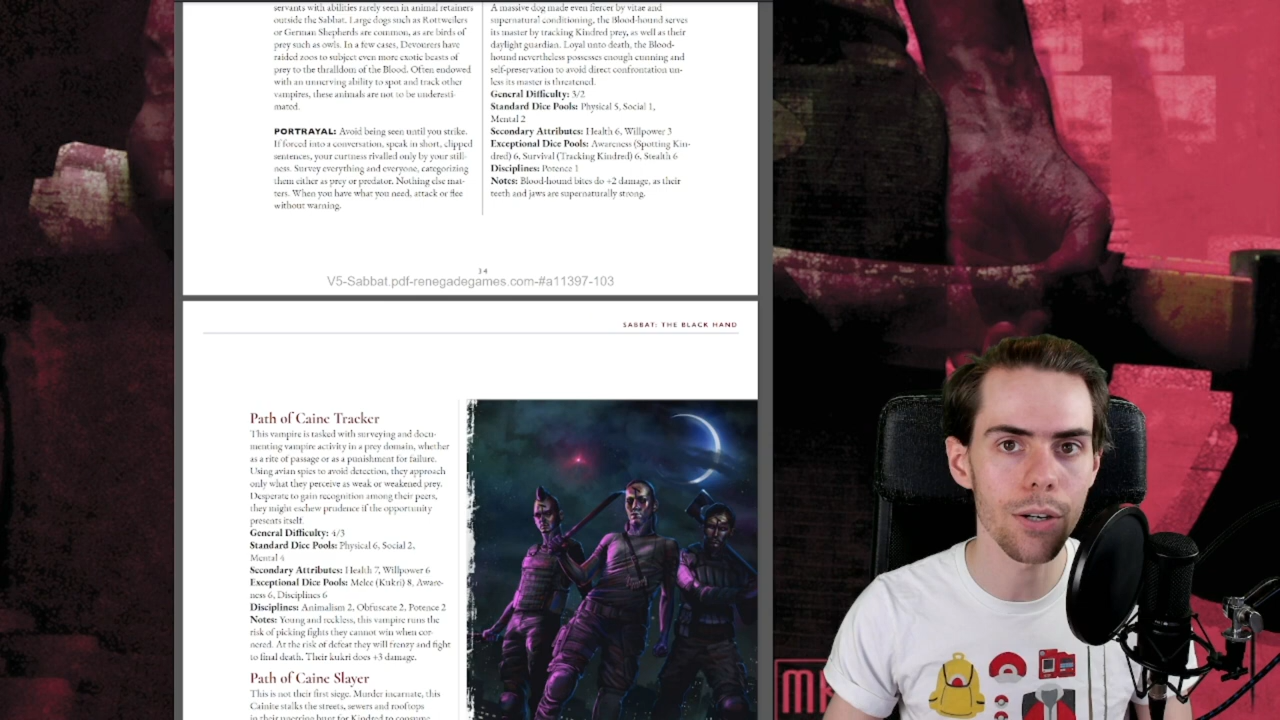 servants with abilities rarely seen in animal retainers
outside the Sabbat. Large dogs such as Rottweilers
or German Shepherds are common, as are birds of
prey such as owls. In a few cases, Devourers have
raided zoos to subject even more exotic beasts of
prey to the thralldom of the Blood. Often endowed
with an unnerving ability to spot and track other
vampires, these animals are not to be underesti-
mated.
PORTRAYAL: Avoid being seen until you strike.
If forced into a conversation, speak in short, clipped
sentences, your curtness rivalled only by your still-
ness. Survey everything and everyone, categorizing
them either as prey or predator. Nothing else mat-
ters. When you have what you need, attack or flee
without warning.
A massive dog made even fiercer by vitae and
supernatural conditioning, the Blood-hound serves
its master by tracking Kindred prey, as well as their
daylight guardian. Loyal unto death, the Blood-
hound nevertheless possesses enough cunning and
self-preservation to avoid direct confrontation un-
less its master is threatened.
General Difficulty: 3/2
Standard Dice Pools: Physical 5, Social 1,
Mental 2
Secondary Attributes: Health 6, Willpower 3
Exceptional Dice Pools: Awareness (Spotting Kin-
dred) 6, Survival (Tracking Kindred) 6, Stealth 6
Disciplines: Potence 1
Notes: Blood-hound bites do +2 damage, as their
teeth and jaws are supernaturally strong.
34
V5-Sabbat.pdf-renegadegames.com-#a11397-103
SABBAT: THE BLACK HAND
Path of Caine Tracker
This vampire is tasked with surveying and docu-
menting vampire activity in a prey domain, whether
as a rite of passage or as a punishment for failure.
Using avian spies to avoid detection, they approach
only what they perceive as weak or weakened prey.
Desperate to gain recognition among their peers,
they might eschew prudence if the opportunity
presents itself.
General Difficulty: 4/3
Standard Dice Pools: Physical 6, Social 2,
Mental 4
Secondary Attributes: Health 7, Willpower 6
Exceptional Dice Pools: Melee (Kukri) 8, Aware-
ness 6, Disciplines 6
Disciplines: Animalism 2, Obfuscate 2, Potence 2
Notes: Young and reckless, this vampire runs the
risk of picking fights they cannot win when cor-
nered. At the risk of defeat they will frenzy and fight
to final death. Their kukri does +3 damage.
Path of Caine Slayer
This is not their first siege. Murder incarnate, this
Cainite stalks the streets, sewers and rooftops
in their unerring hunt for Kindred to consume